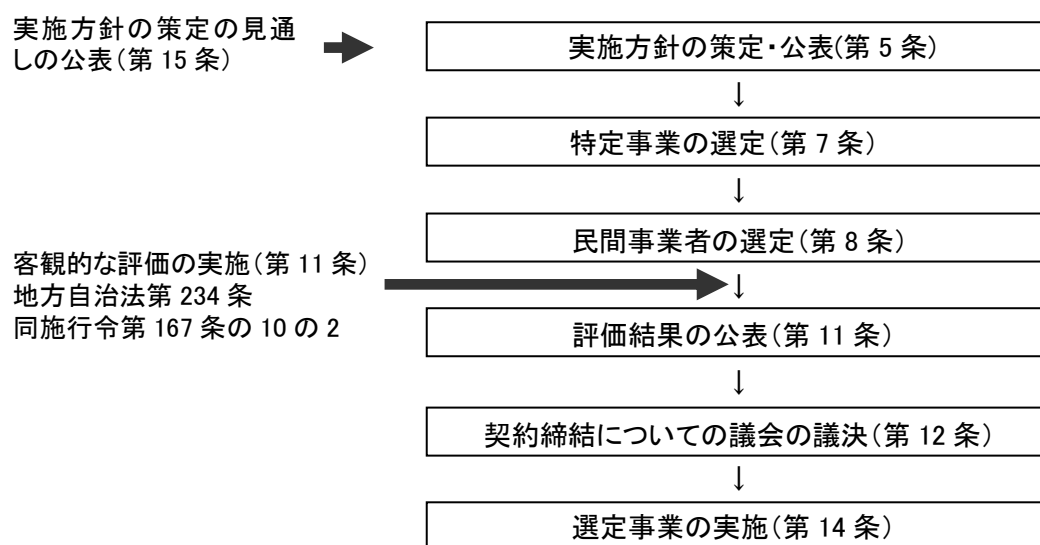 実施方針の策定の見通
しの公表(第 15 条)
実施方針の策定・公表(第 5 条)
↓
特定事業の選定(第 7 条)
↓
民間事業者の選定(第 8 条)
客観的な評価の実施(第 11 条)
地方自治法第 234 条
同施行令第 167 条の 10 の 2
↓
評価結果の公表(第 11 条)
↓
契約締結についての議会の議決(第 12 条)
↓
選定事業の実施(第 14 条)